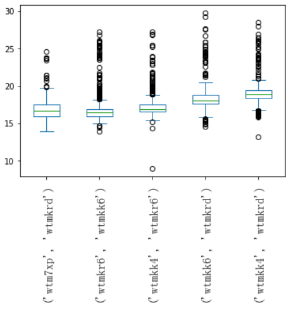 30
25
20
15
10
('wtm7xp', 'wtmkrd')
('wtmkr6', 'wtmkk6')
('wtmkk4', 'wtmkr6')
('wtmkk6', 'wtmkrd')
('wtmkk4', 'wtmkrd')